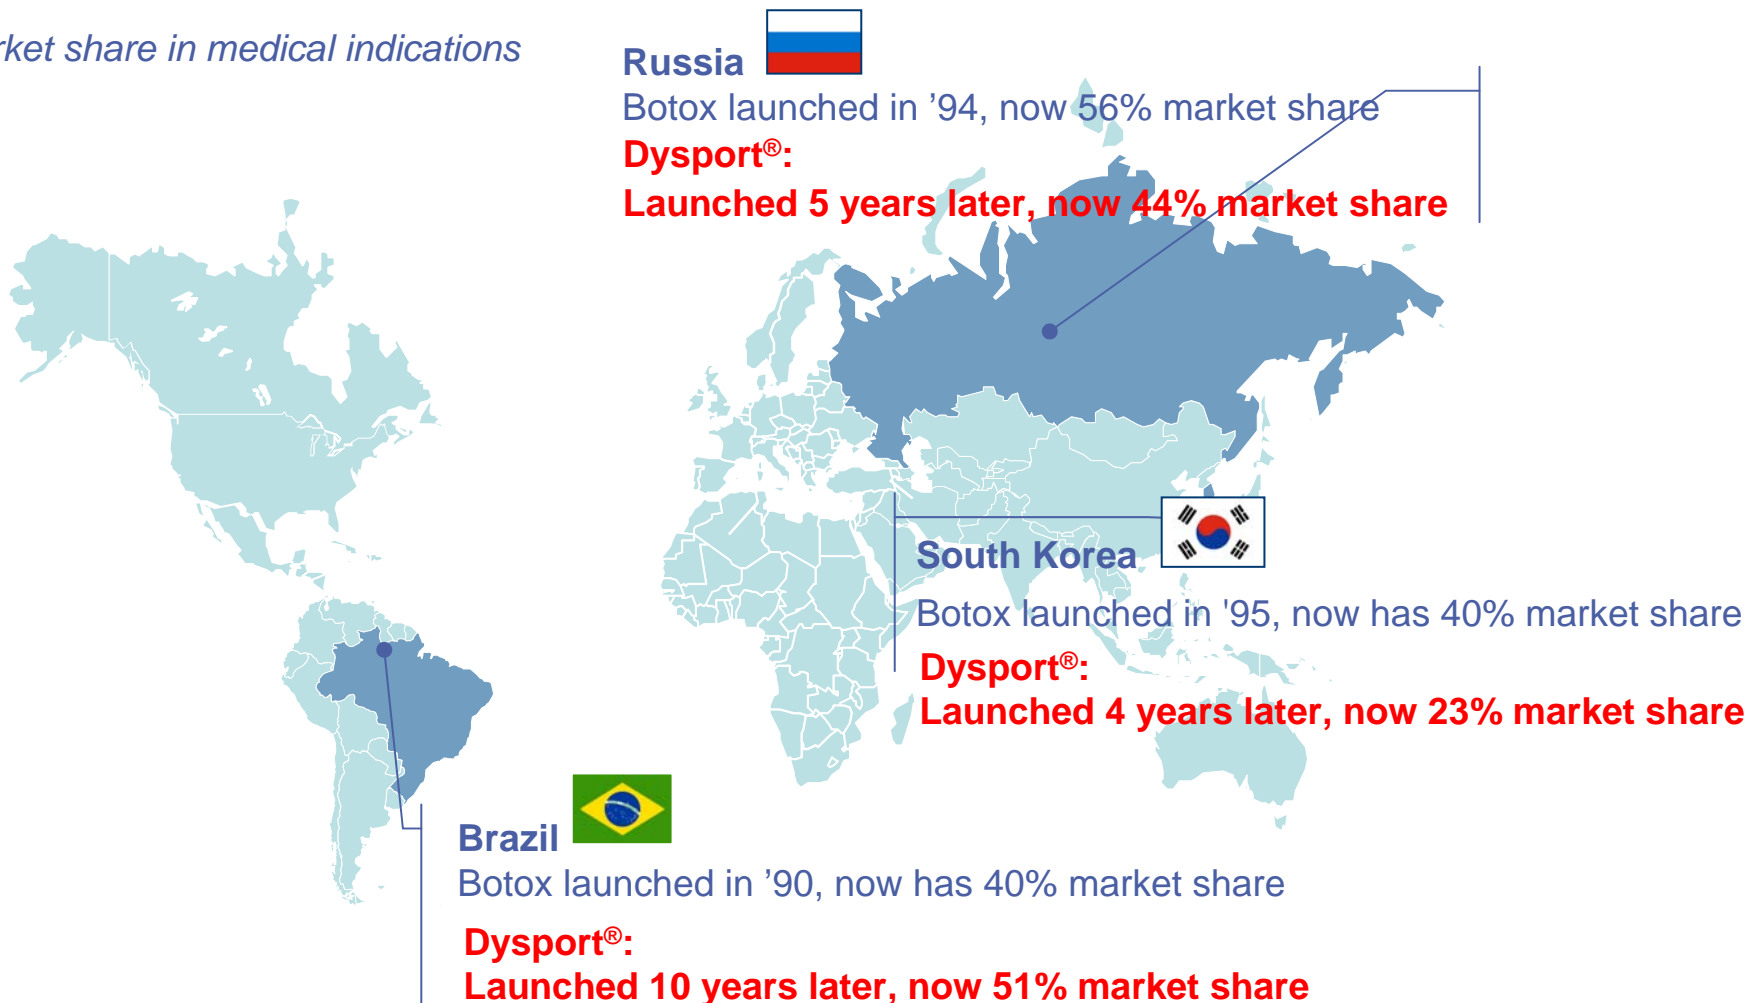 rket share in medical indications
Russia
Botox launched in ’94, now 56% market share
Dysport®:
Launched 5 years later, now 44% market share
South Korea
Botox launched in '95, now has 40% market share
Dysport®:
Launched 4 years later, now 23% market share
Brazil
Botox launched in ’90, now has 40% market share
Dysport®:
Launched 10 years later, now 51% market share